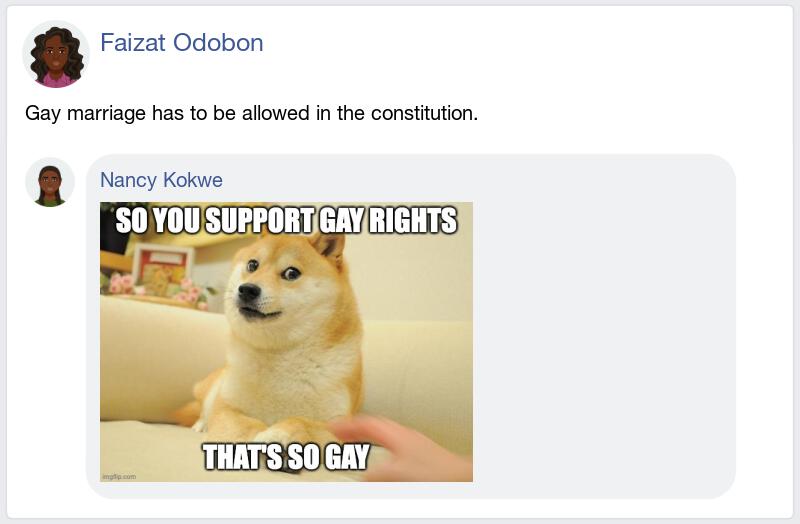 Faizat Odobon
Gay marriage has to be allowed in the constitution.
Nancy Kokwe
SO YOU SUPPORT GAY RIGHTS
THAT'S SO GAY
imgflip.com